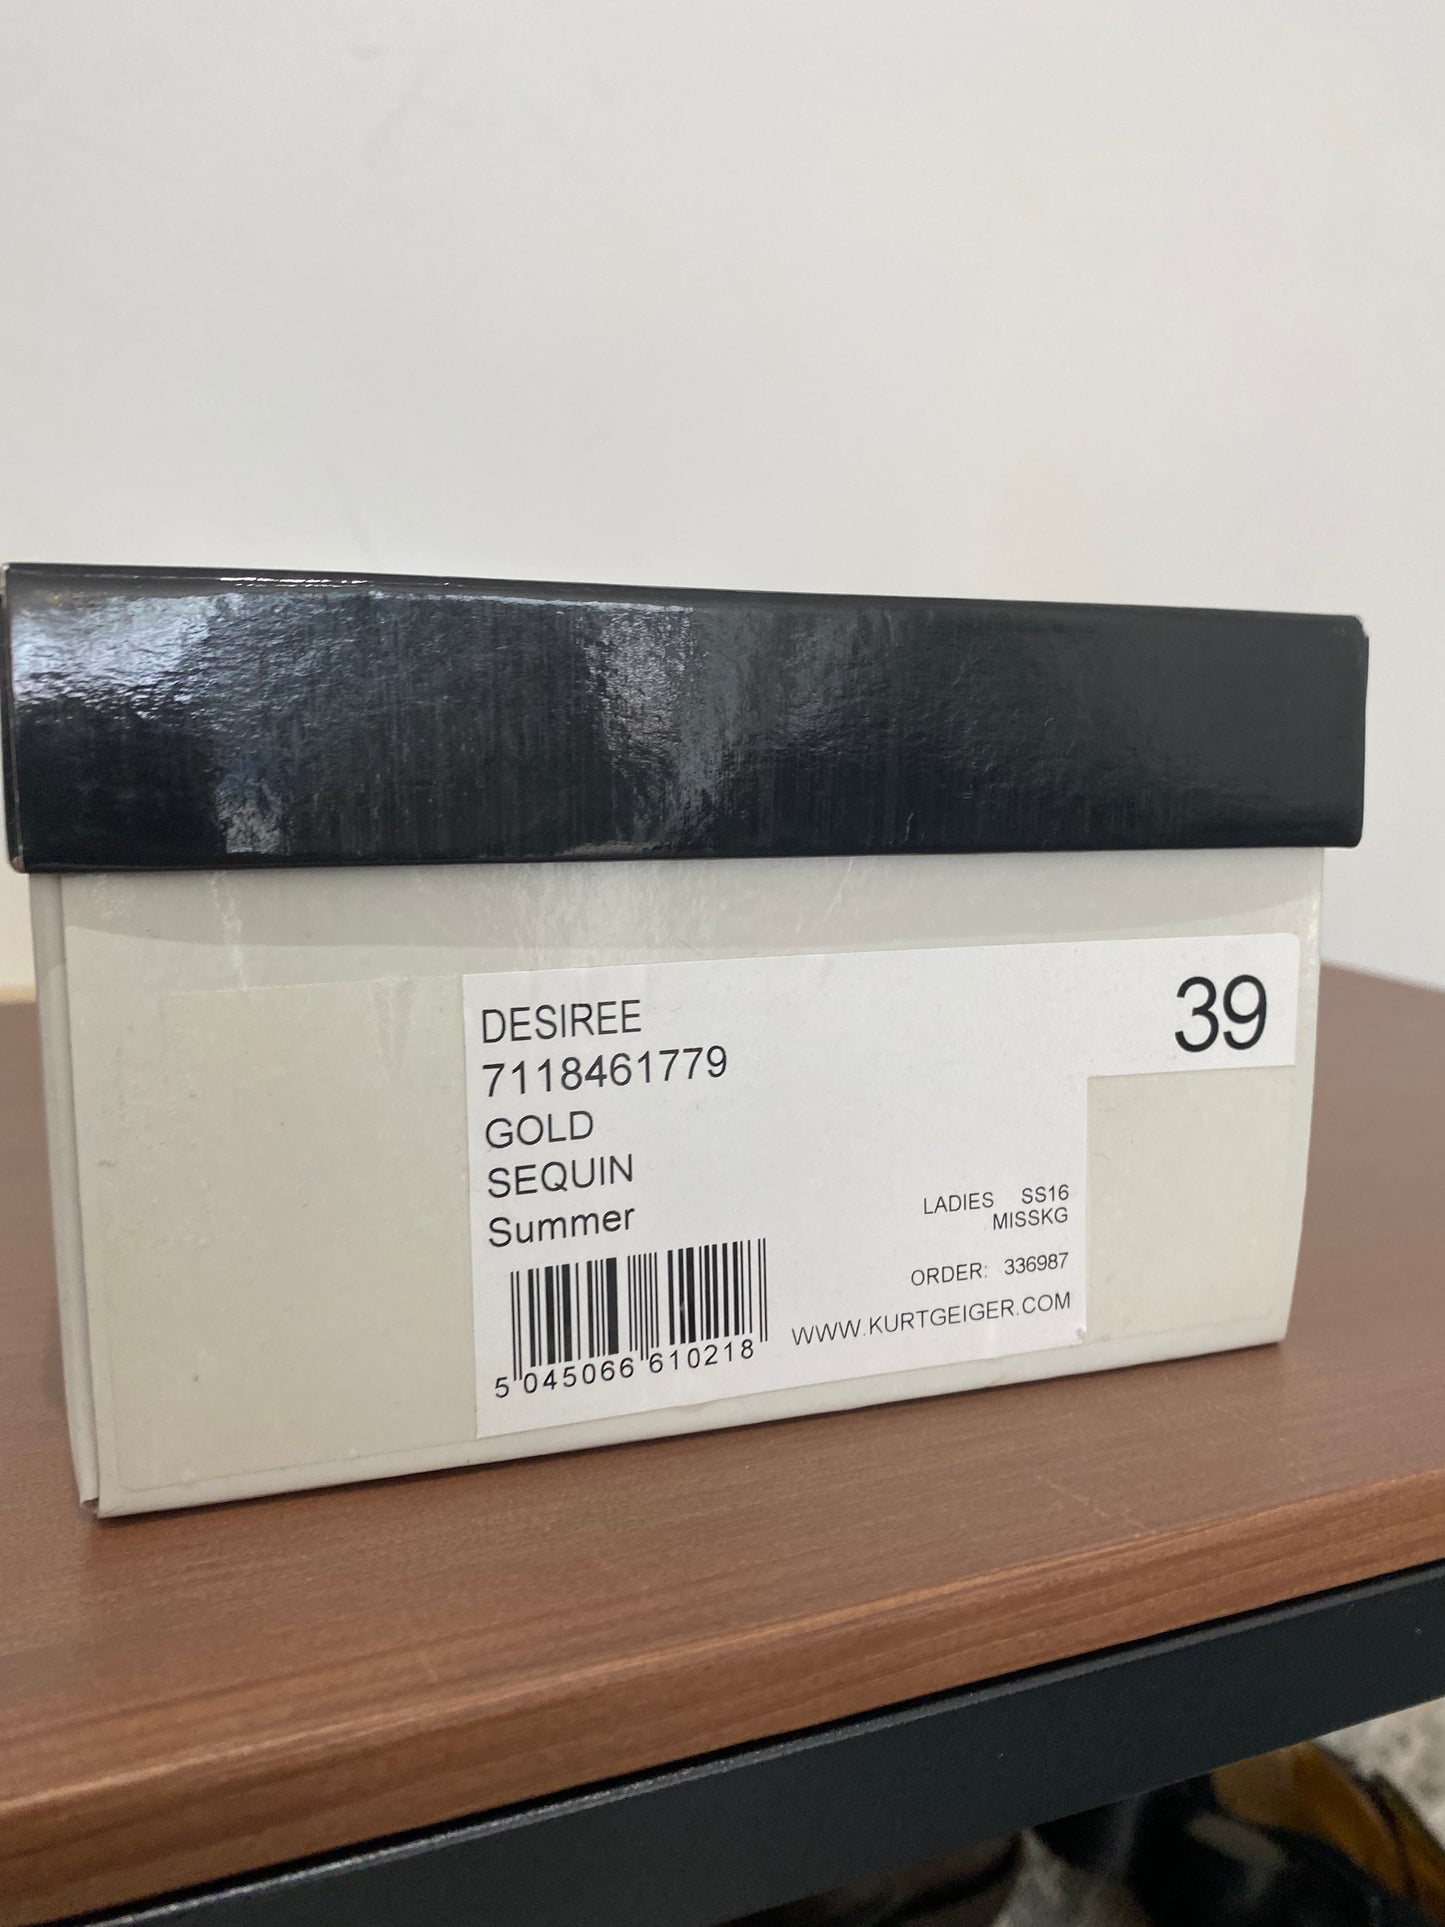 DESIREE
39
7118461779
GOLD
SEQUIN
Summer
LADIES SS16
MISSKG
ORDER: 336987
WWW.KURTGEIGER.COM
5 045066 610218